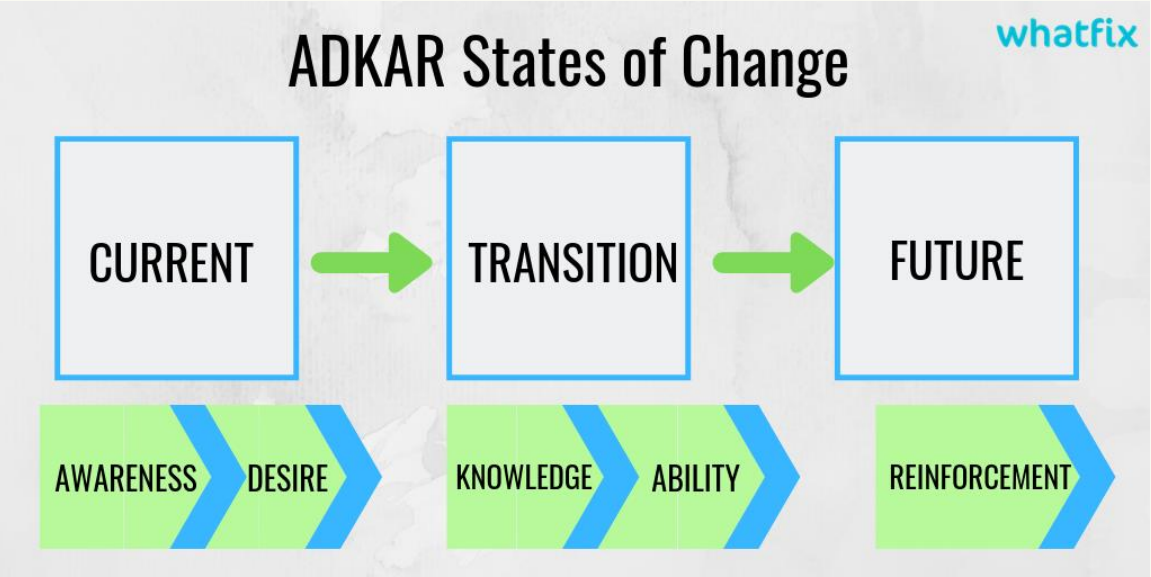 ADKAR States of Change
whatfix
CURRENT
TRANSITION
FUTURE
AWARENESS
DESIRE
KNOWLEDGE
ABILITY
REINFORCEMENT